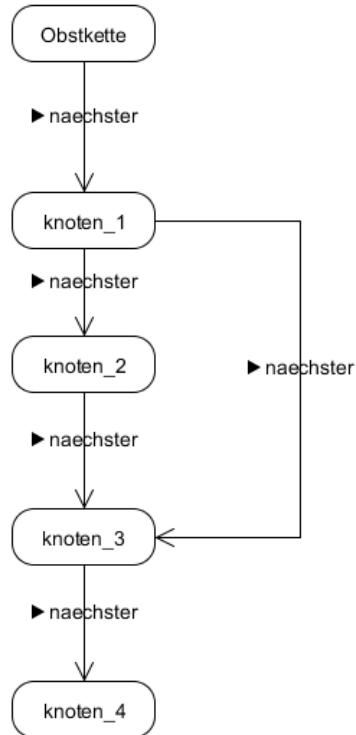 Obstkette
▶ naechster
knoten_1
▶ naechster
knoten_2
▶ naechster
▶ naechster
knoten_3
▶ naechster
knoten_4